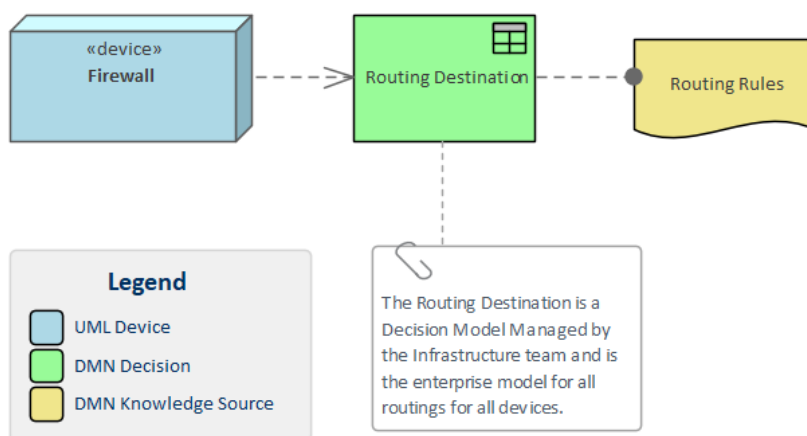 «device»
Firewall
Routing Destination
Routing Rules
Legend
UML Device
DMN Decision
DMN Knowledge Source
The Routing Destination is a
Decision Model Managed by
the Infrastructure team and is
the enterprise model for all
routings for all devices.